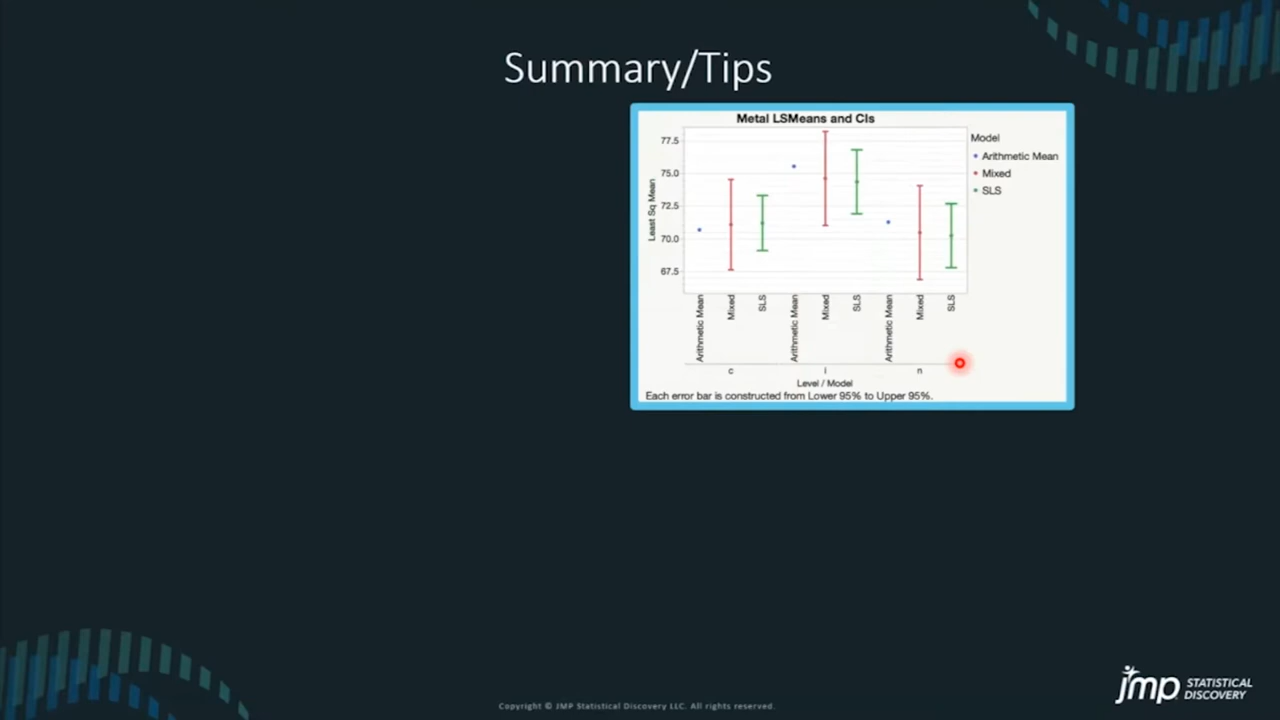 Summary/Tips
Metal LSMeans and CIs
77.5
75.0
72.5
70.0
67.5
Least Sq Mean
Model
Arithmetic Mean
Mixed
SLS
Arithmetic Mean
Mixed
SLS
Arithmetic Mean
Mixed
SLS
Arithmetic Mean
Mixed
SLS
c
i
n
Level / Model
Each error bar is constructed from Lower 95% to Upper 95%.
Copyright © JMP Statistical Discovery LLC. All rights reserved.
jmp STATISTICAL
DISCOVERY